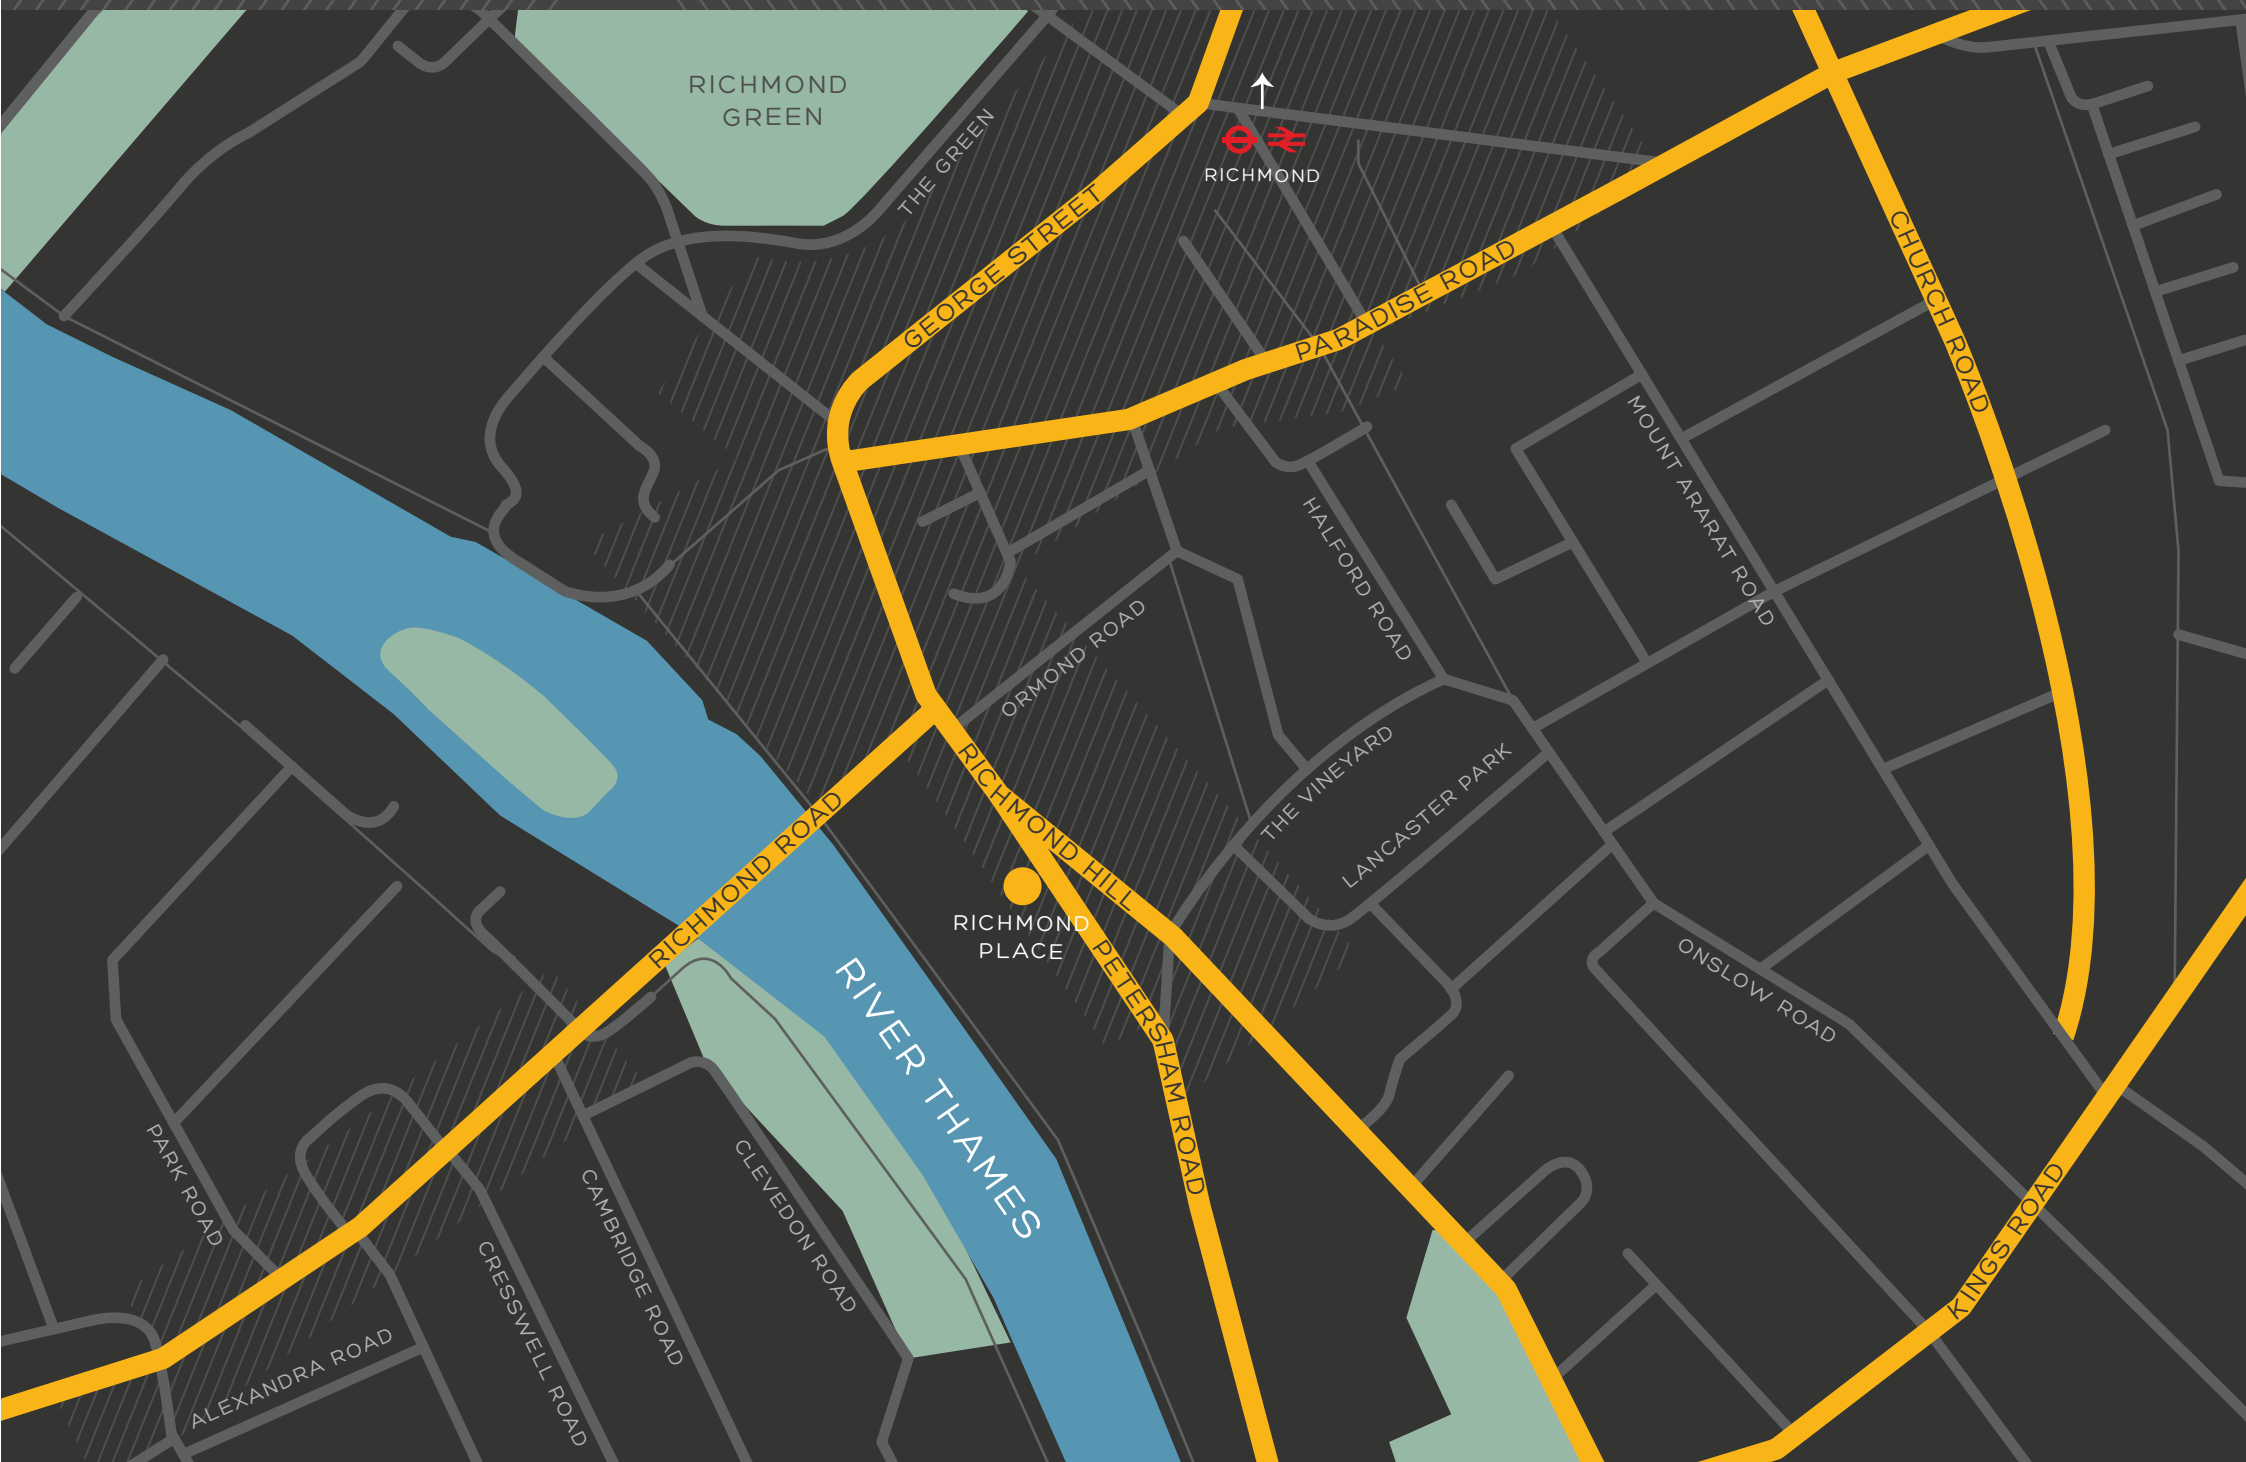 RICHMOND
GREEN
THE GREEN
RICHMOND
GEORGE STREET
PARADISE ROAD
CHURCH ROAD
MOUNT ARARAT ROAD
HALFORD ROAD
ORMOND ROAD
THE VINEYARD
LANCASTER PARK
RICHMOND HILL
RICHMOND ROAD
RICHMOND
PLACE
PETERSHAM ROAD
ONSLOW ROAD
RIVER THAMES
PARK ROAD
CLEVEDON ROAD
CAMBRIDGE ROAD
CRESSWELL ROAD
ALEXANDRA ROAD
KINGS ROAD